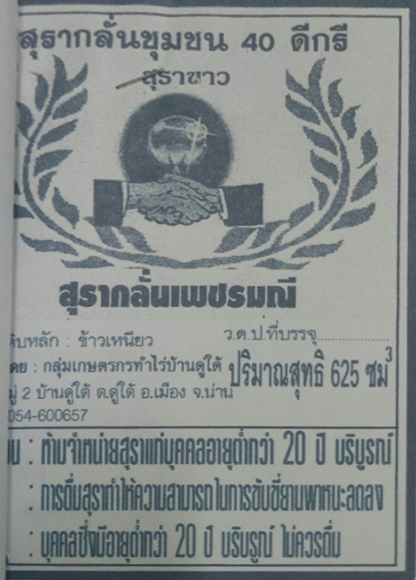 สุรากลั่นชุมชน 40 ดีกรี
สุราขาว
สุรากลั่นเพชรมณี
ดิบหลัก : ข้าวเหนียว
ว.ด.ป.ที่บรรจุ
ดย : กลุ่มเกษตรกรทำไร่บ้านดู่ใต้
ปริมาณสุทธิ 625 ซม³
มู่ 2 บ้านดู่ใต้ ต.ดู่ใต้ อ.เมือง จ.น่าน
054-600657
น : ห้ามจำหน่ายสุราแก่บุคคลอายุต่ำกว่า 20 ปี บริบูรณ์
: การดื่มสุราทำให้ความสามารถในการขับขี่ยานพาหนะลดลง
: บุคคลซึ่งมีอายุต่ำกว่า 20 ปี บริบรูณ์ ไม่ควรดื่ม